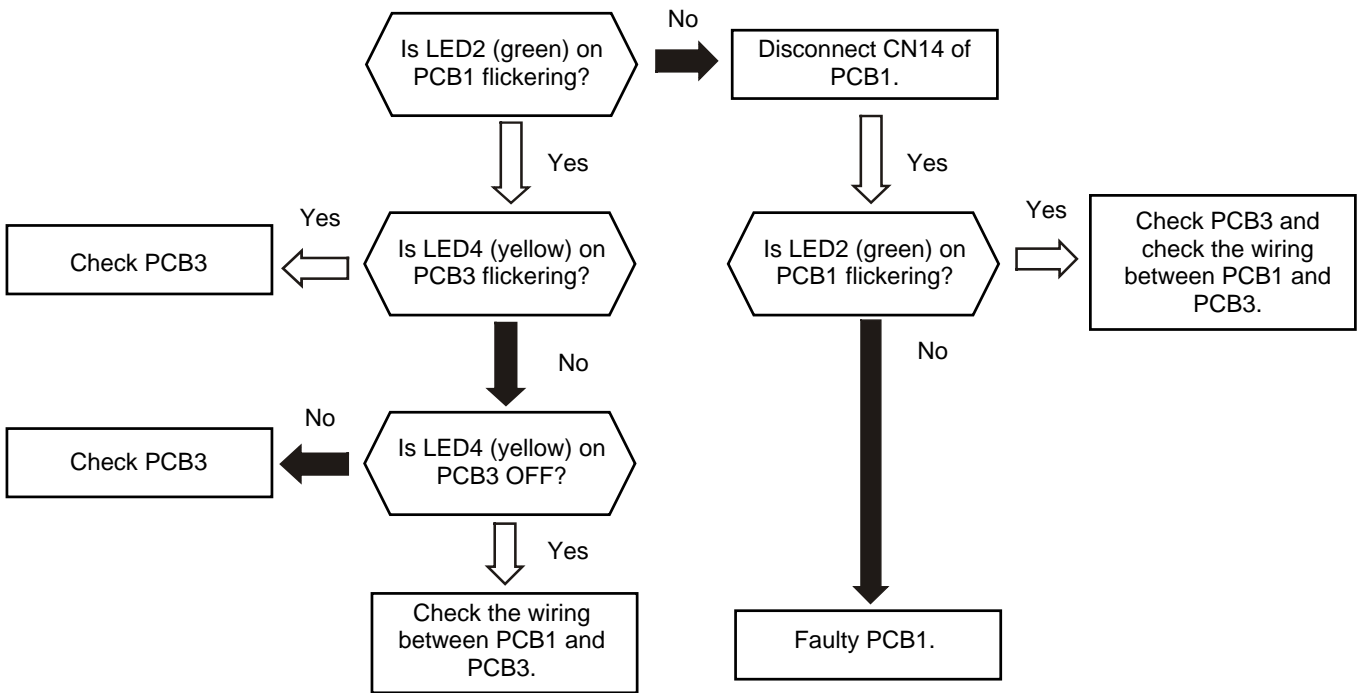 Is LED2 (green) on
PCB1 flickering?
No
Disconnect CN14 of
PCB1.
Yes
Yes
Yes
Check PCB3
Is LED4 (yellow) on
PCB3 flickering?
Is LED2 (green) on
PCB1 flickering?
Yes
Check PCB3 and
check the wiring
between PCB1 and
PCB3.
No
No
No
Check PCB3
Is LED4 (yellow) on
PCB3 OFF?
Yes
Check the wiring
between PCB1 and
PCB3.
Faulty PCB1.